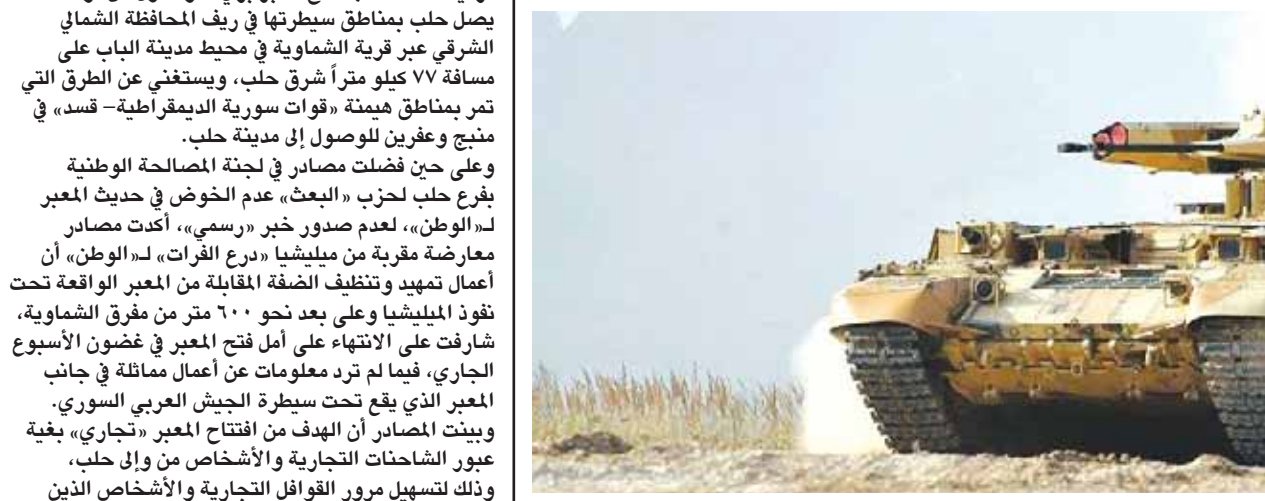 يصل حلب بمناطق سيطرتها في ريف المحافظة الشمالي
الشرقي عبر قرية الشماوية في محيط مدينة الباب على
مسافة ٧٧ كيلو متراً شرق حلب، ويستغني عن الطرق التي
تمر بمناطق هيمنة «قوات سورية الديمقراطية– قسد» في
منبج وعفرين للوصول إلى مدينة حلب.
وعلى حين فضلت مصادر في لجنة المصالحة الوطنية
بفرع حلب لحزب «البعث» عدم الخوض في حديث المعبر
لـ«الوطن»، لعدم صدور خبر «رسمي»، أكدت مصادر
معارضة مقربة من ميليشيا «درع الفرات» لـ«الوطن» أن
أعمال تمهيد وتنظيف الضفة المقابلة من المعبر الواقعة تحت
نفوذ الميليشيا وعلى بعد نحو ٦٠٠ متر من مفرق الشماوية،
شارفت على الانتهاء على أمل فتح المعبر في غضون الأسبوع
الجاري، فيما لم ترد معلومات عن أعمال مماثلة في جانب
المعبر الذي يقع تحت سيطرة الجيش العربي السوري.
وبينت المصادر أن الهدف من افتتاح المعبر «تجاري» بغية
عبور الشاحنات التجارية والأشخاص من وإلى حلب،
وذلك لتسهيل مرور القوافل التجارية والأشخاص الذين